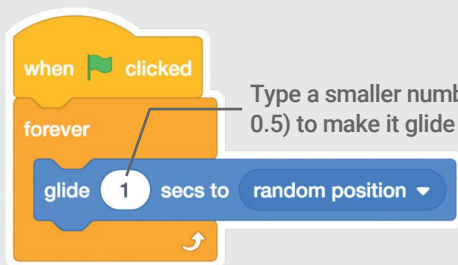 when clicked
Type a smaller numb
0.5) to make it glide
forever
glide 1 secs to random position